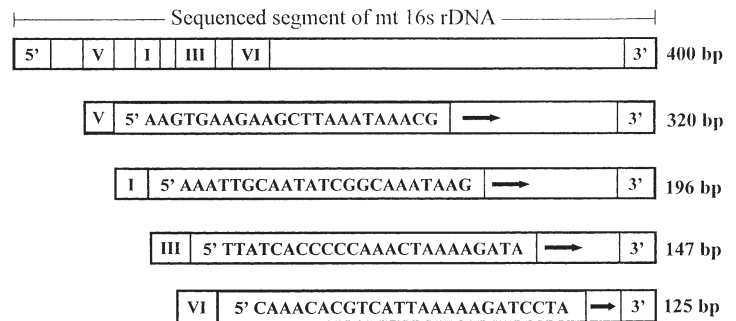 Sequenced segment of mt 16s rDNA
5' V I III VI 3' 400 bp
V 5' AAGTGAAGAAGCTTAAATAAACG 3' 320 bp
I 5' AAATTGCAATATCGGCAAATAAG 3' 196 bp
III 5' TTATCACCCCCAAACTAAAAGATA 3' 147 bp
VI 5' CAAACACGTCATTAAAAAGATCCTA 3' 125 bp